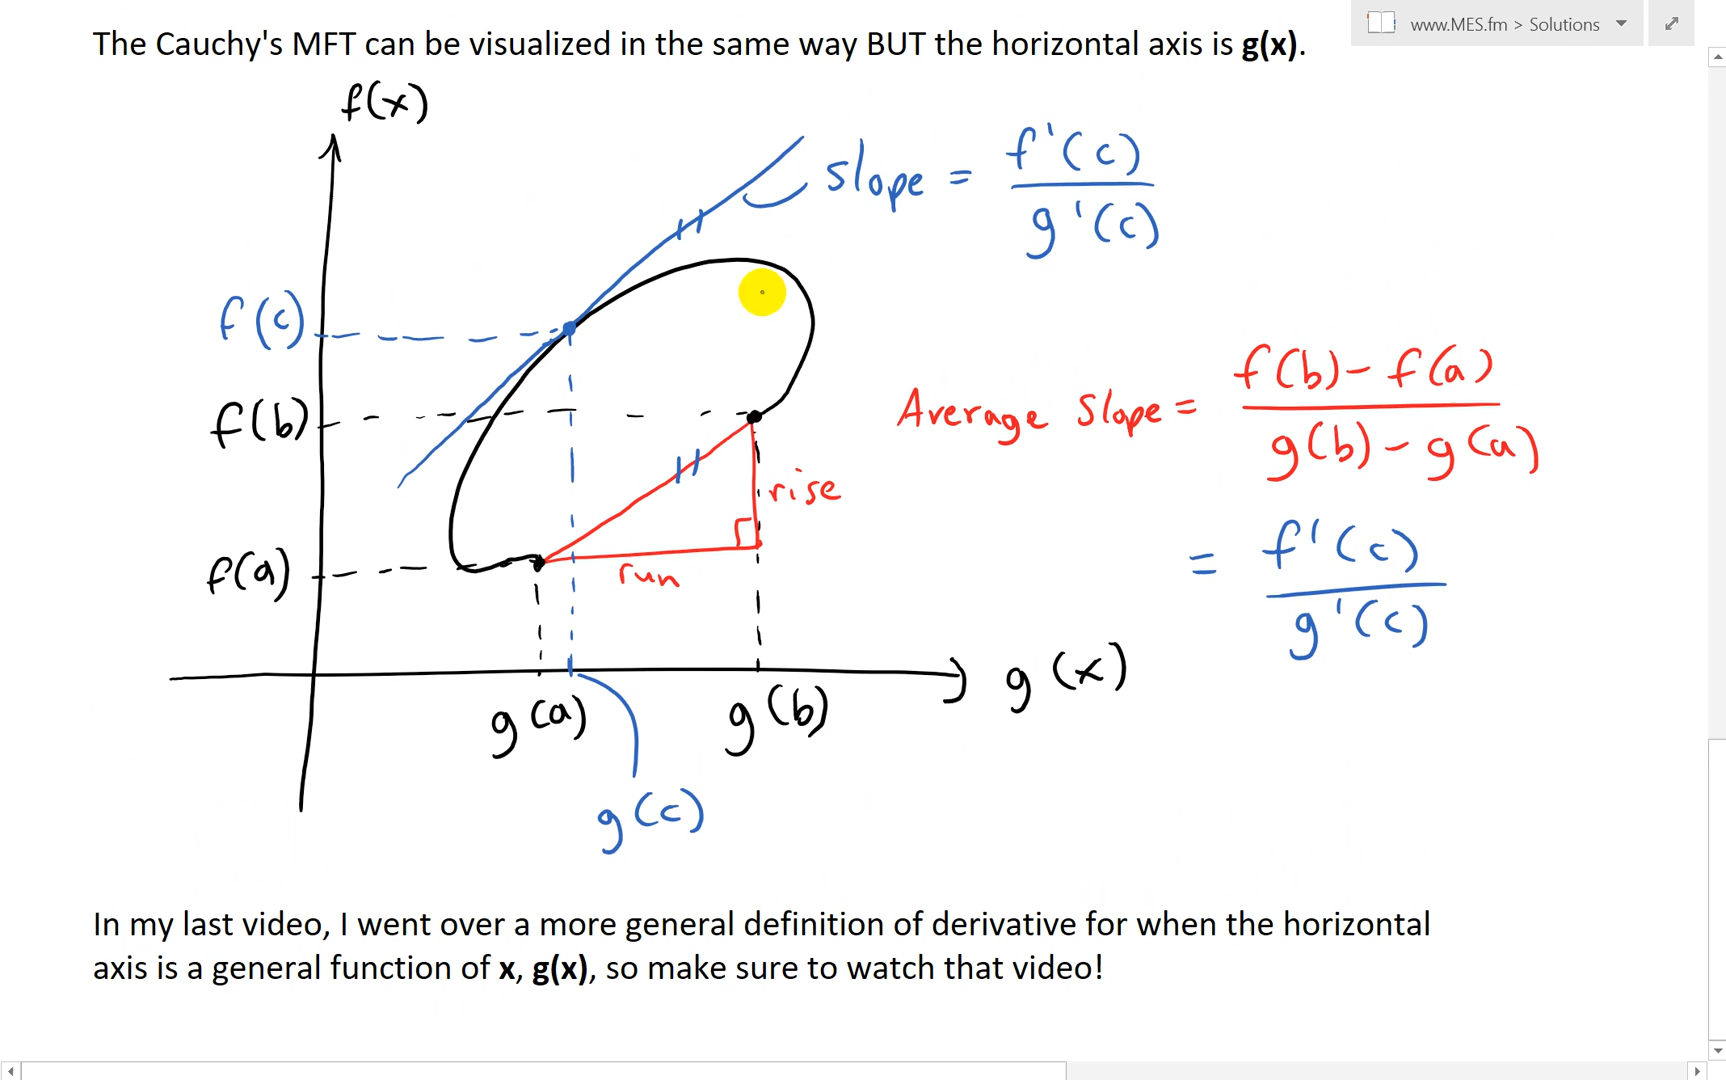 www.MES.fm > Solutions
The Cauchy's MFT can be visualized in the same way BUT the horizontal axis is g(x).
f(x)
slope = f'(c)
g'(c)
f(c)
f(b)
Average Slope = f(b) - f(a)
g(b) - g(a)
rise
f(a)
run
= f'(c)
g'(c)
g(x)
g(a)
g(b)
g(c)
In my last video, I went over a more general definition of derivative for when the horizontal
axis is a general function of x, g(x), so make sure to watch that video!